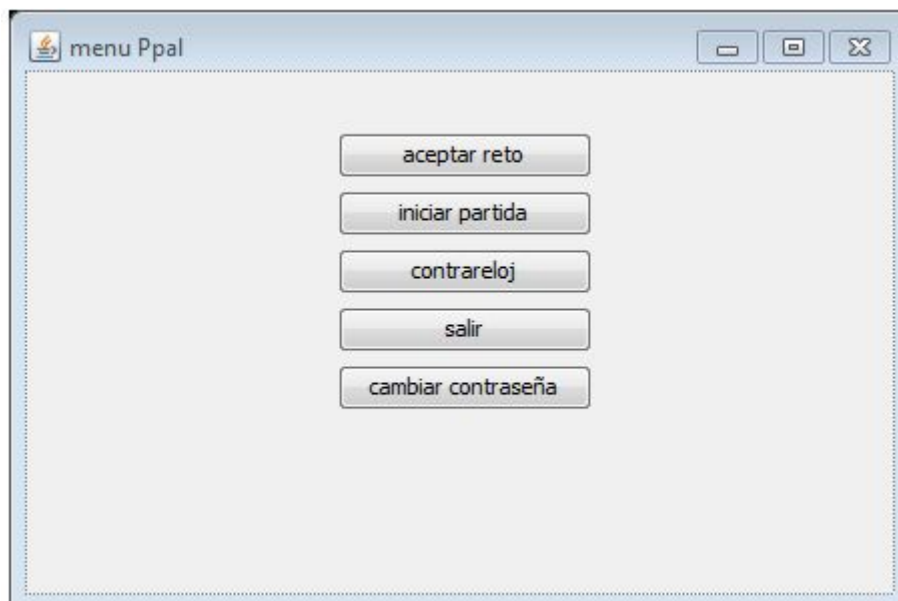 menu Ppal
aceptar reto
iniciar partida
contrareloj
salir
cambiar contraseña